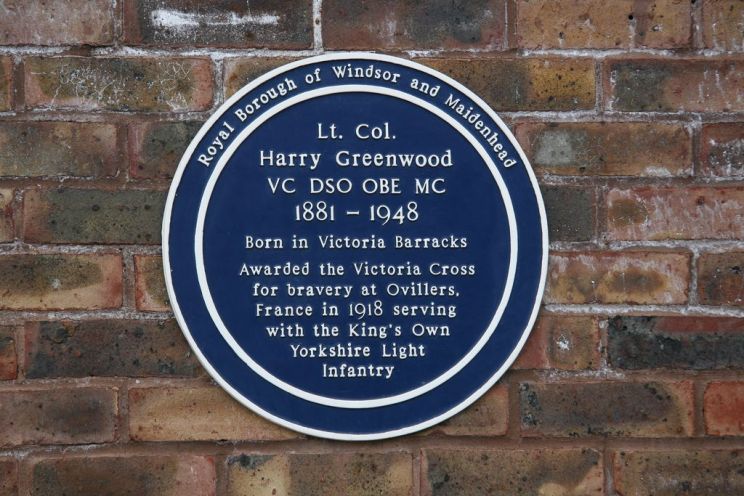 Royal Borough of Windsor and Maidenhead
Lt. Col.
Harry Greenwood
VC DSO OBE MC
1881 – 1948
Born in Victoria Barracks
Awarded the Victoria Cross
for bravery at Ovillers,
France in 1918 serving
with the King's Own
Yorkshire Light
Infantry